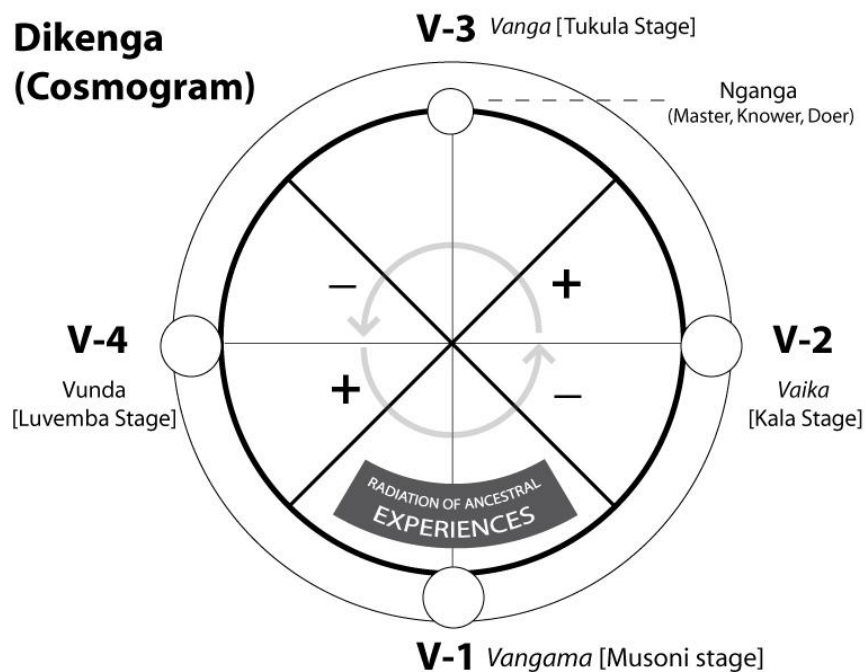 Dikenga
(Cosmogram)
V-3 Vanga [Tukula Stage]
Nganga
(Master, Knower, Doer)
–
+
V-4
Vunda
[Luvemba Stage]
V-2
Vaika
[Kala Stage]
+
–
RADIATION OF ANCESTRAL
EXPERIENCES
V-1 Vangama [Musoni stage]